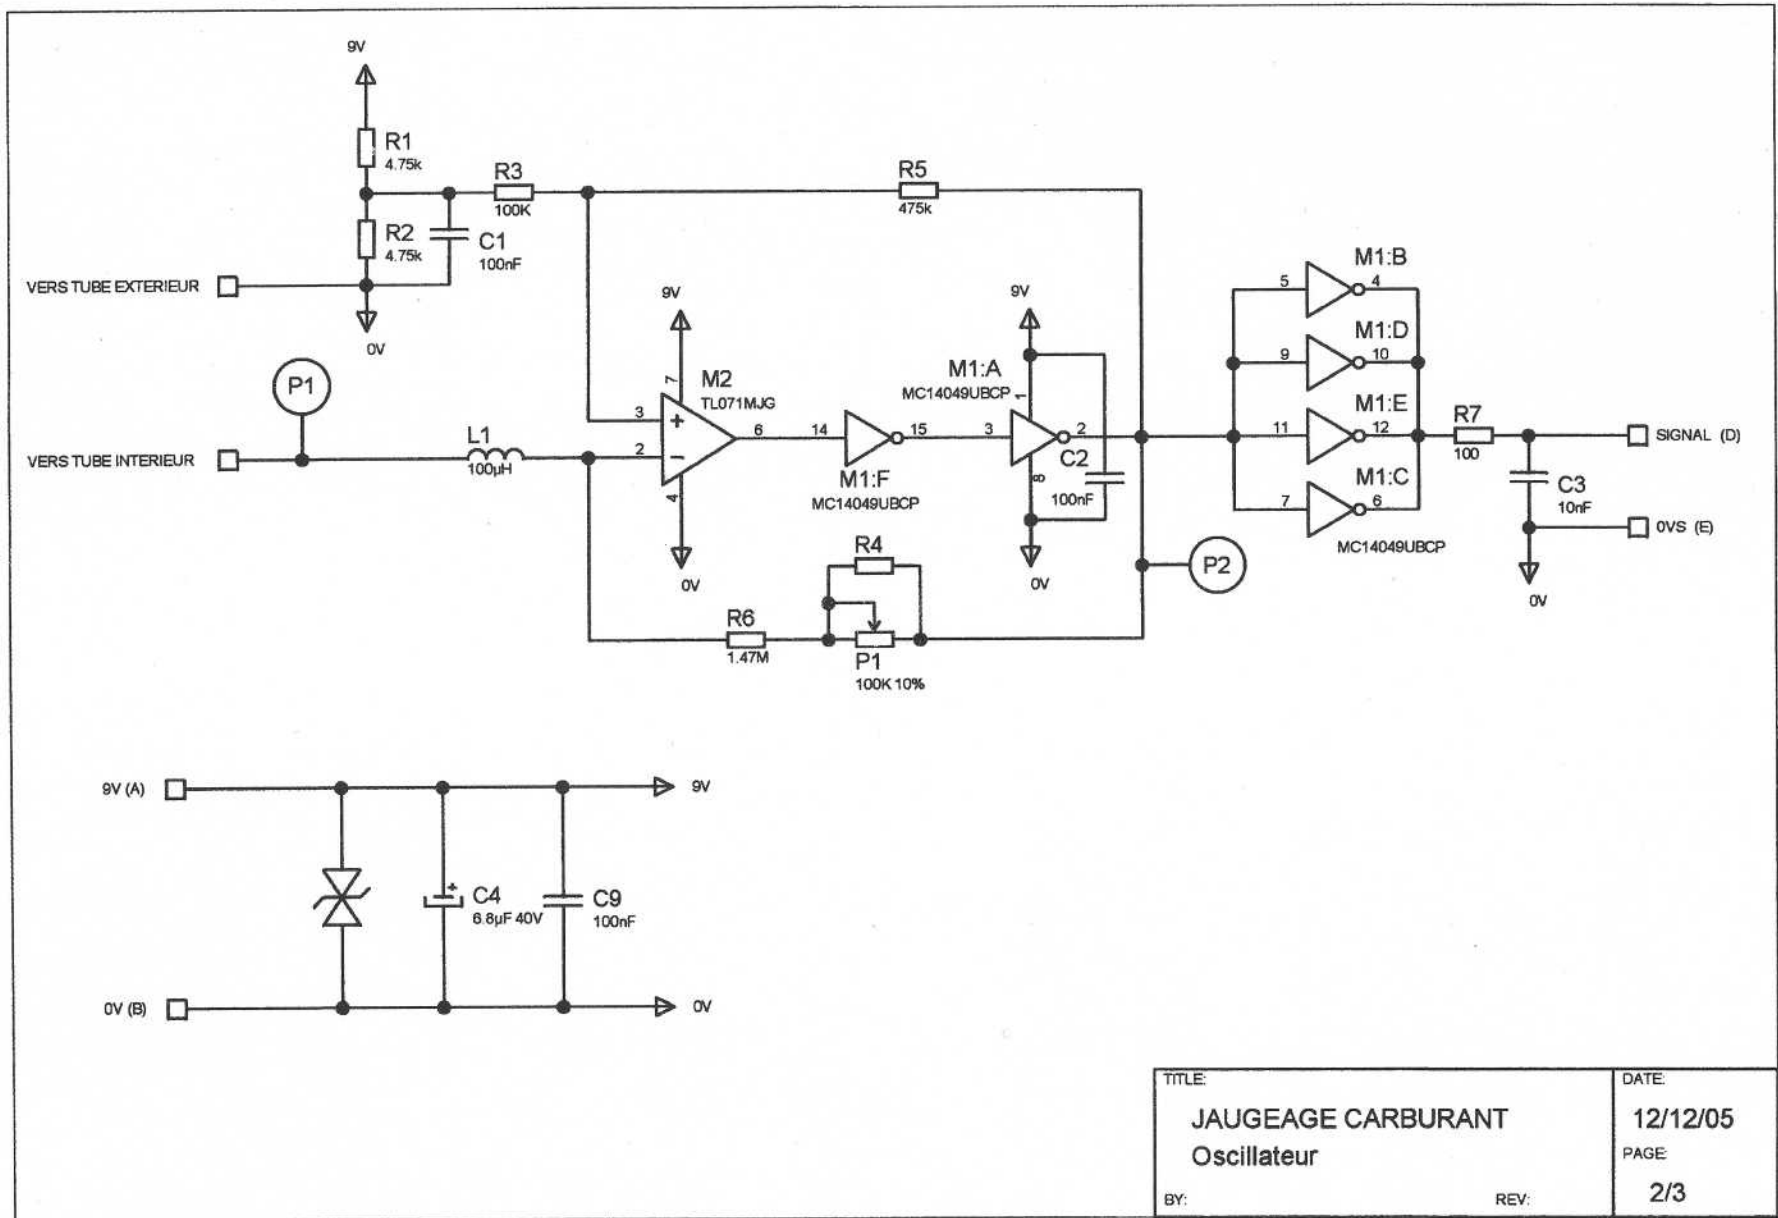 9V
R1
4.75k
R3
100K
R5
475k
R2
4.75k
C1
100nF
VERS TUBE EXTERIEUR
0V
P1
VERS TUBE INTERIEUR
L1
100µH
9V
7
M2
TL071MJG
3
+
2
-
6
4
0V
14
15
M1:F
MC14049UBCP
9V
M1:A
MC14049UBCP
1
3
2
8
C2
100nF
0V
M1:B
5
4
M1:D
9
10
M1:E
11
12
M1:C
7
6
MC14049UBCP
R7
100
SIGNAL (D)
C3
10nF
0VS (E)
0V
P2
R4
R6
1.47M
P1
100K 10%
9V (A)
9V
+
C4
6.8µF 40V
C9
100nF
0V (B)
0V
TITLE:
JAUGEAGE CARBURANT
Oscillateur
BY:
REV:
DATE:
12/12/05
PAGE:
2/3